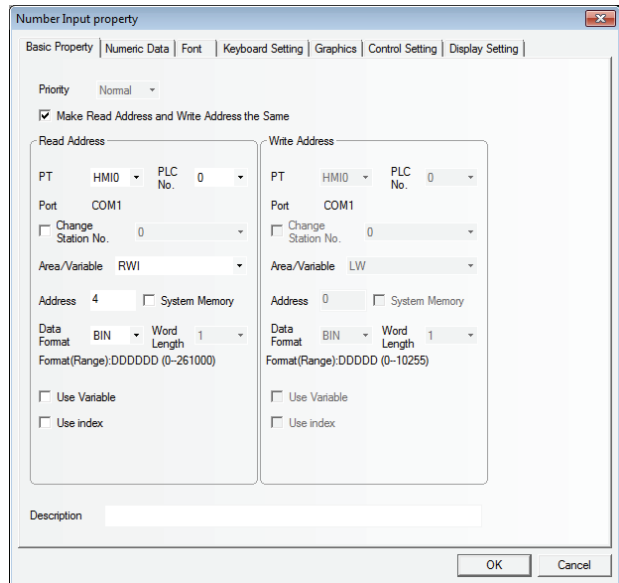 Number Input property
Basic Property Numeric Data Font Keyboard Setting Graphics Control Setting Display Setting
Priority Normal
Make Read Address and Write Address the Same
Read Address
PT HMI0 PLC No. 0
Port COM1
Change Station No. 0
Area/Variable RWI
Address 4 System Memory
Data Format BIN Word Length 1
Format(Range):DDDDDD (0--261000)
Use Variable
Use index
Write Address
PT HMI0 PLC No. 0
Port COM1
Change Station No. 0
Area/Variable LW
Address 0 System Memory
Data Format BIN Word Length 1
Format(Range):DDDDD (0--10255)
Use Variable
Use index
Description
OK Cancel